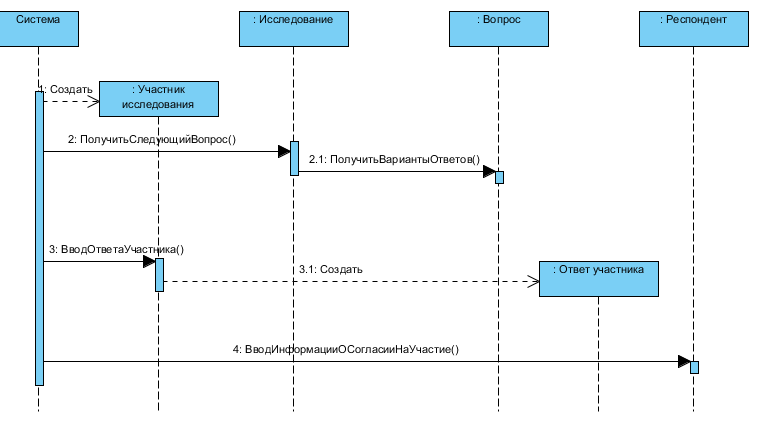 Система
: Исследование
: Вопрос
: Респондент
1: Создать
: Участник
исследования
2: ПолучитьСледующийВопрос()
2.1: ПолучитьВариантыОтветов()
3: ВводОтветаУчастника()
3.1: Создать
: Ответ участника
4: ВводИнформацииОСогласииНаУчастие()